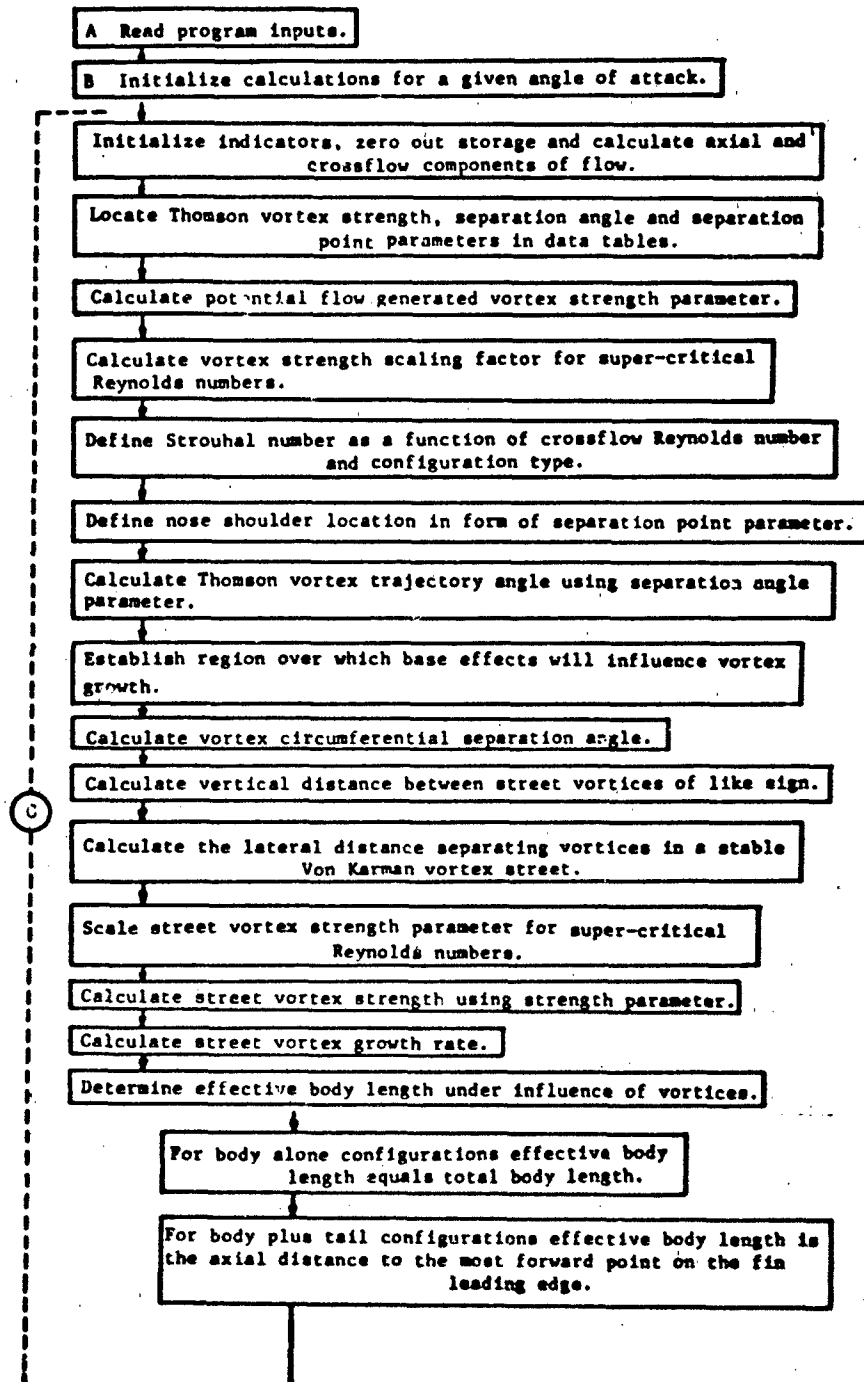 A Read program inputs.
B Initialize calculations for a given angle of attack.
Initialize indicators, zero out storage and calculate axial and
crossflow components of flow.
Locate Thomson vortex strength, separation angle and separation
point parameters in data tables.
Calculate potential flow generated vortex strength parameter.
Calculate vortex strength scaling factor for super-critical
Reynolds numbers.
Define Strouhal number as a function of crossflow Reynolds number
and configuration type.
Define nose shoulder location in form of separation point parameter.
Calculate Thomson vortex trajectory angle using separation angle
parameter.
Establish region over which base effects will influence vortex
growth.
Calculate vortex circumferential separation angle.
Calculate vertical distance between street vortices of like sign.
C
Calculate the lateral distance separating vortices in a stable
Von Karman vortex street.
Scale street vortex strength parameter for super-critical
Reynolds numbers.
Calculate street vortex strength using strength parameter.
Calculate street vortex growth rate.
Determine effective body length under influence of vortices.
For body alone configurations effective body
length equals total body length.
For body plus tail configurations effective body length is
the axial distance to the most forward point on the fin
leading edge.